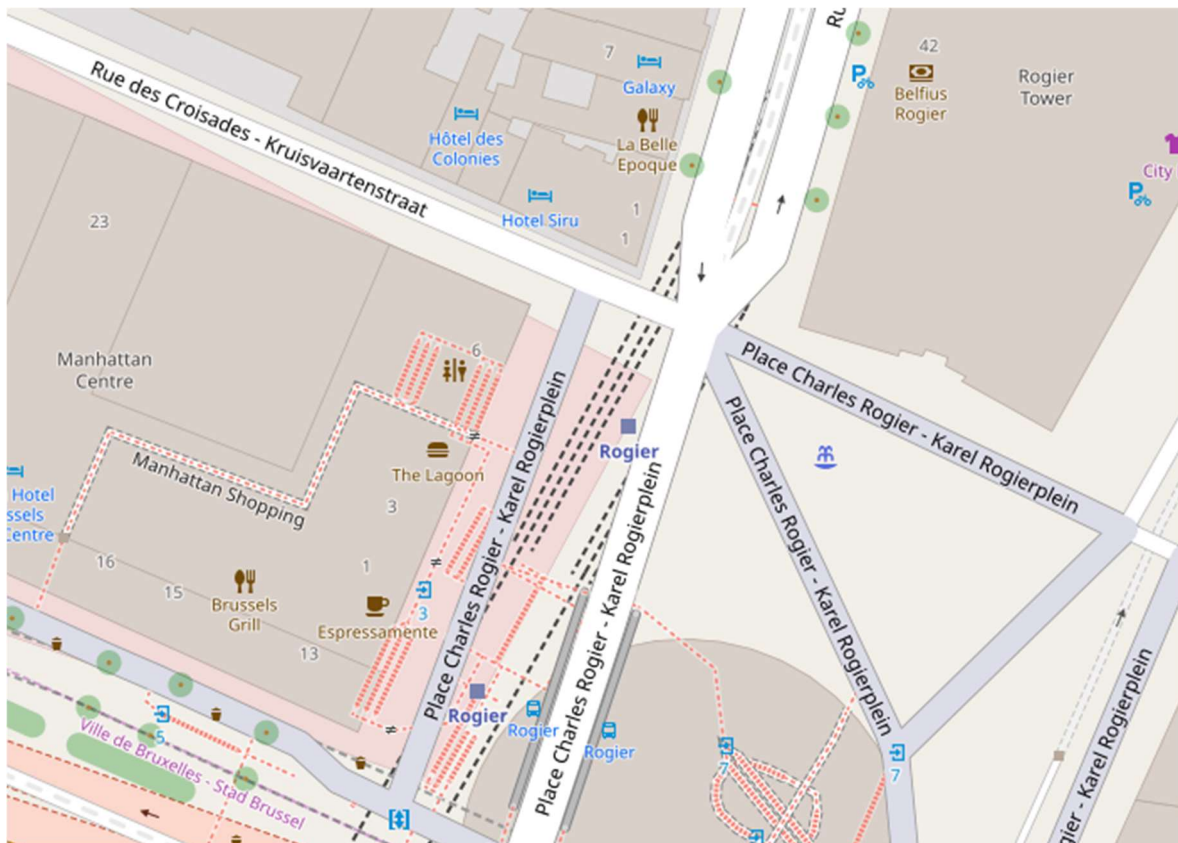 Ru
7
Galaxy
42
Belfius
Rogier
Rogier
Tower
Rue des Croisades - Kruisvaartenstraat
Hôtel des
Colonies
La Belle
Epoque
City
Hotel Siru
1
1
23
6
Manhattan
Centre
Place Charles Rogier - Karel Rogierplein
Place Charles Rogier - Karel Rogierplein
Place Charles Rogier - Karel Rogierplein
Rogier
The Lagoon
Manhattan Shopping
Hotel
ssels
Centre
3
16
15
1
Brussels
Grill
3
Espressamente
13
Place Charles Rogier - Karel Rogierplein
Rogier
Rogier
Rogier
5
7
7
Ville de Bruxelles - Stad Brussel
gier - Karel Rogierplein